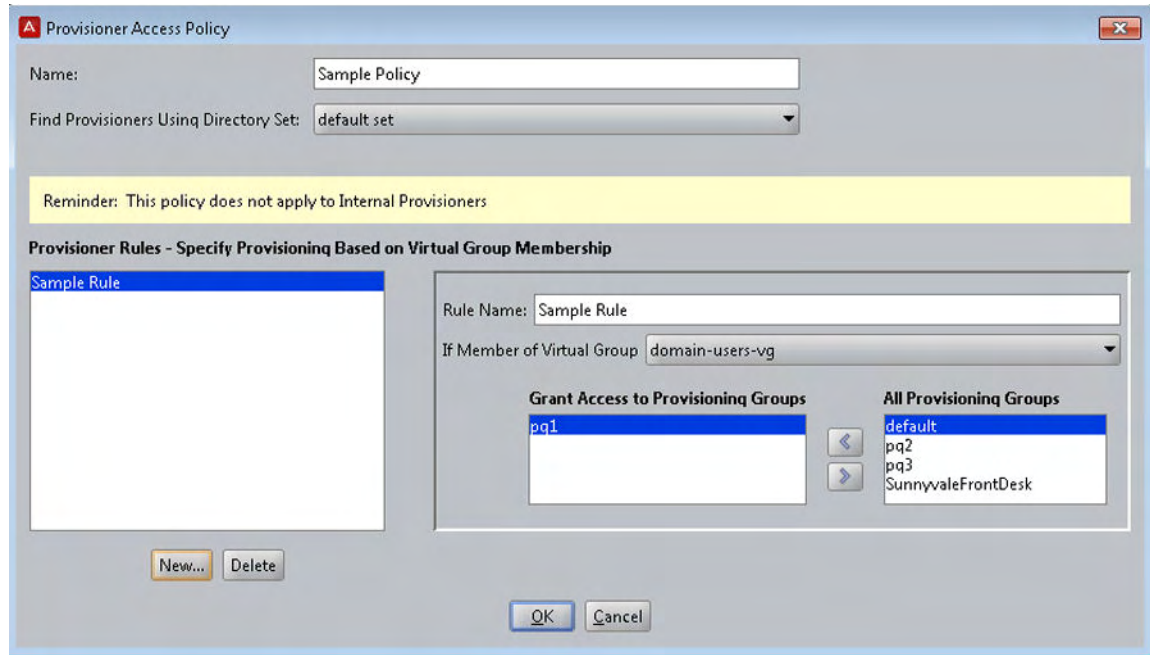 A Provisioner Access Policy
Name: Sample Policy
Find Provisioners Using Directory Set: default set
Reminder: This policy does not apply to Internal Provisioners
Provisioner Rules - Specify Provisioning Based on Virtual Group Membership
Sample Rule
Rule Name: Sample Rule
If Member of Virtual Group domain-users-vg
Grant Access to Provisioning Groups
pg1
All Provisioning Groups
default
pg2
pg3
SunnyvaleFrontDesk
New... Delete
OK Cancel